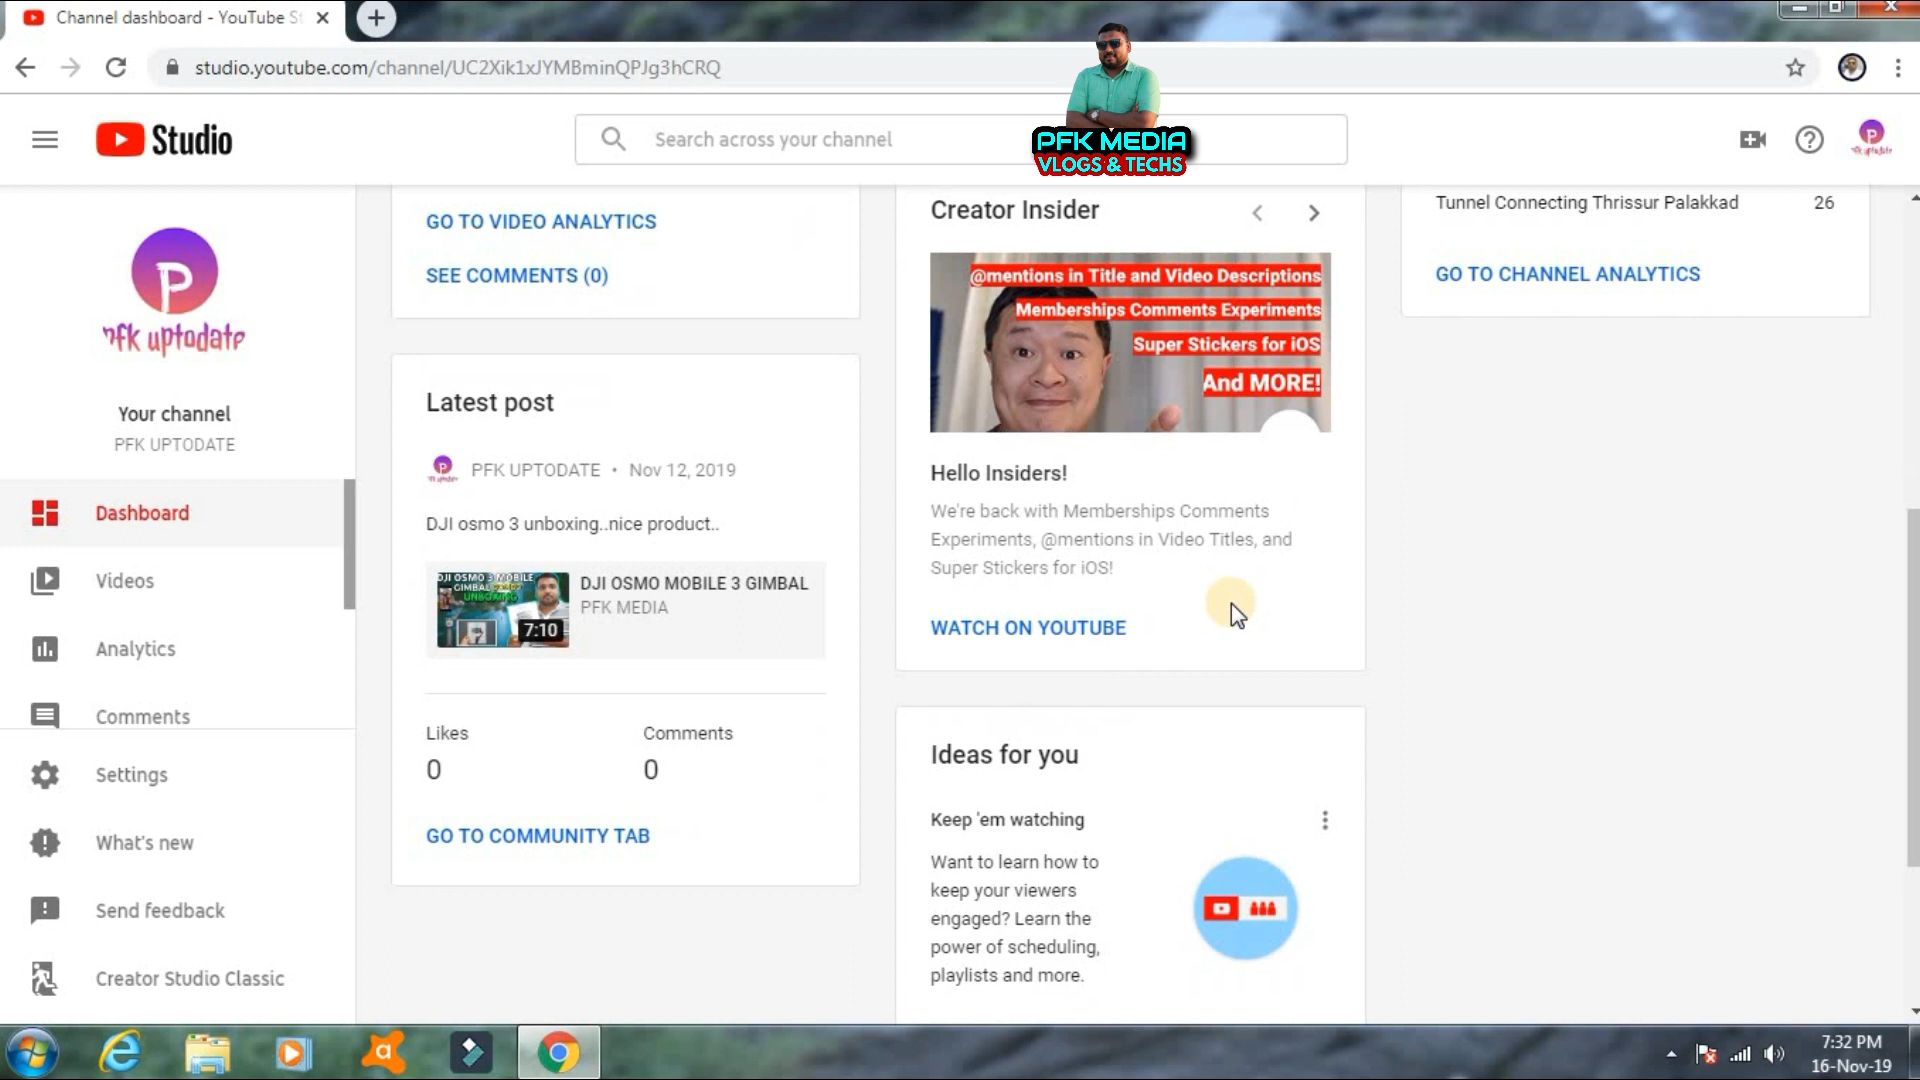 Channel dashboard - YouTube St
studio.youtube.com/channel/UC2Xik1xJYMBminQPJg3hCRQ
Studio
Search across your channel
PFK MEDIA
VLOGS & TECHS
pfk uptodate
Your channel
PFK UPTODATE
Dashboard
Videos
Analytics
Comments
Settings
What's new
Send feedback
Creator Studio Classic
GO TO VIDEO ANALYTICS
SEE COMMENTS (0)
Latest post
PFK UPTODATE • Nov 12, 2019
DJI osmo 3 unboxing..nice product..
DJI OSMO 3 MOBILE
GIMBAL
UNBOXING
7:10
DJI OSMO MOBILE 3 GIMBAL
PFK MEDIA
Likes Comments
0 0
GO TO COMMUNITY TAB
Creator Insider
@mentions in Title and Video Descriptions
Memberships Comments Experiments
Super Stickers for iOS
And MORE!
Hello Insiders!
We're back with Memberships Comments
Experiments, @mentions in Video Titles, and
Super Stickers for iOS!
WATCH ON YOUTUBE
Ideas for you
Keep 'em watching
Want to learn how to
keep your viewers
engaged? Learn the
power of scheduling,
playlists and more.
Tunnel Connecting Thrissur Palakkad 26
GO TO CHANNEL ANALYTICS
7:32 PM
16-Nov-19